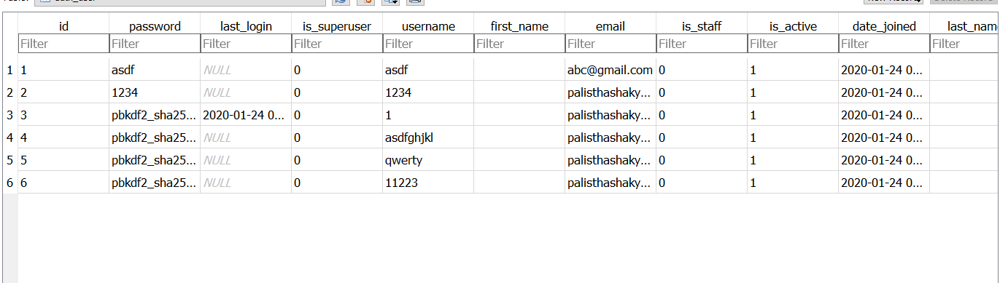 id password last_login is_superuser username first_name email is_staff is_active date_joined last_name
Filter Filter Filter Filter Filter Filter Filter Filter Filter Filter Filter
1 1 asdf NULL 0 asdf abc@gmail.com 0 1 2020-01-24 0...
2 2 1234 NULL 0 1234 palisthashaky... 0 1 2020-01-24 0...
3 3 pbkdf2_sha25... 2020-01-24 0... 0 1 palisthashaky... 0 1 2020-01-24 0...
4 4 pbkdf2_sha25... NULL 0 asdfghjkl palisthashaky... 0 1 2020-01-24 0...
5 5 pbkdf2_sha25... NULL 0 qwerty palisthashaky... 0 1 2020-01-24 0...
6 6 pbkdf2_sha25... NULL 0 11223 palisthashaky... 0 1 2020-01-24 0...